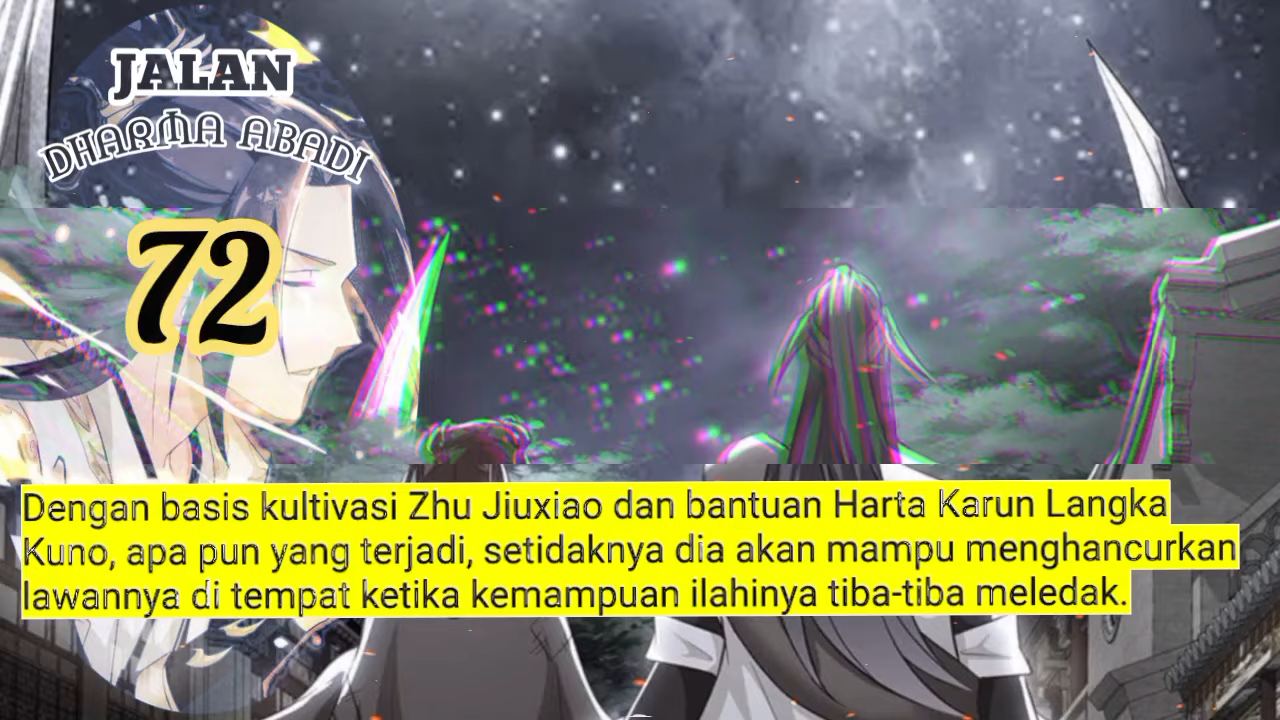 JALAN
DHARMA ABADI
72
Dengan basis kultivasi Zhu Jiuxiao dan bantuan Harta Karun Langka
Kuno, apa pun yang terjadi, setidaknya dia akan mampu menghancurkan
lawannya di tempat ketika kemampuan ilahinya tiba-tiba meledak.